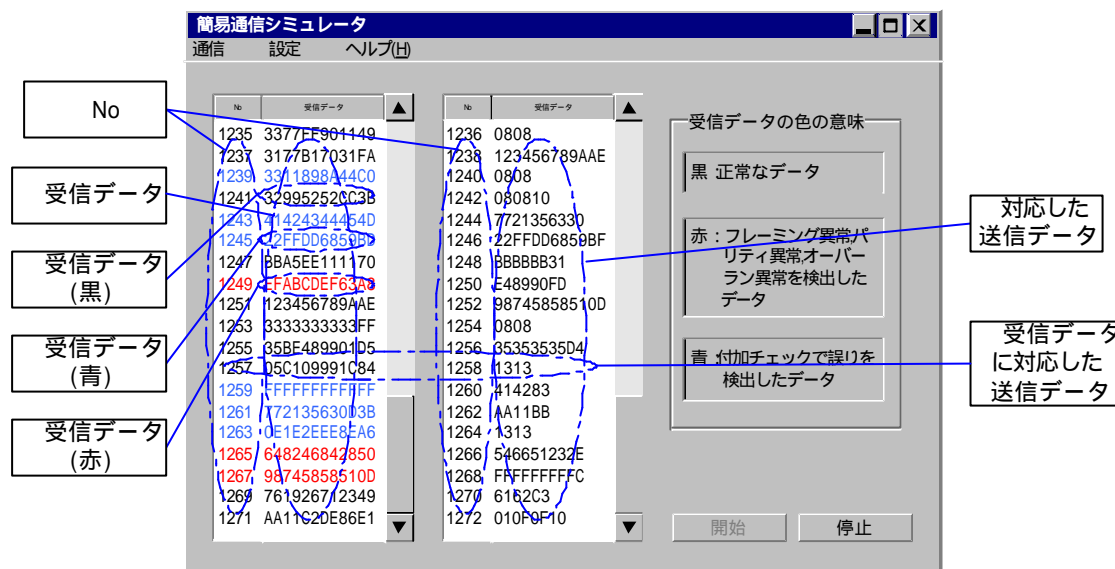 簡易通信シミュレータ
通信 設定 ヘルプ(H)
No
受信データ
受信データ
(黒)
受信データ
(青)
受信データ
(赤)
No 受信データ
1235 3377FF901149
1237 3177B17031FA
1239 3311898A44C0
1241 32995252CC3B
1243 41424344454D
1245 22FFDD6859BD
1247 BBA5EE111170
1249 EFABCDEF63A8
1251 123456789AAE
1253 3333333333FF
1255 35BE489901D5
1257 05C109991C84
1259 FFFFFFFFFFFF
1261 772135630D3B
1263 0E1E2EEE8EA6
1265 648246842850
1267 98745858510D
1269 761926712349
1271 AA11C2DE86E1
No 受信データ
1236 0808
1238 123456789AAE
1240 0808
1242 080810
1244 7721356330
1246 22FFDD6859BF
1248 BBBBBB31
1250 E48990FD
1252 98745858510D
1254 0808
1256 35353535D4
1258 1313
1260 414283
1262 AA11BB
1264 1313
1266 546651232E
1268 FFFFFFFFFC
1270 6162C3
1272 010F0F10
受信データの色の意味
黒:正常なデータ
赤:フレーミング異常,パ
リティ異常,オーバー
ラン異常を検出した
データ
青:付加チェックで誤りを
検出したデータ
開始 停止
対応した
送信データ
受信データ
に対応した
送信データ